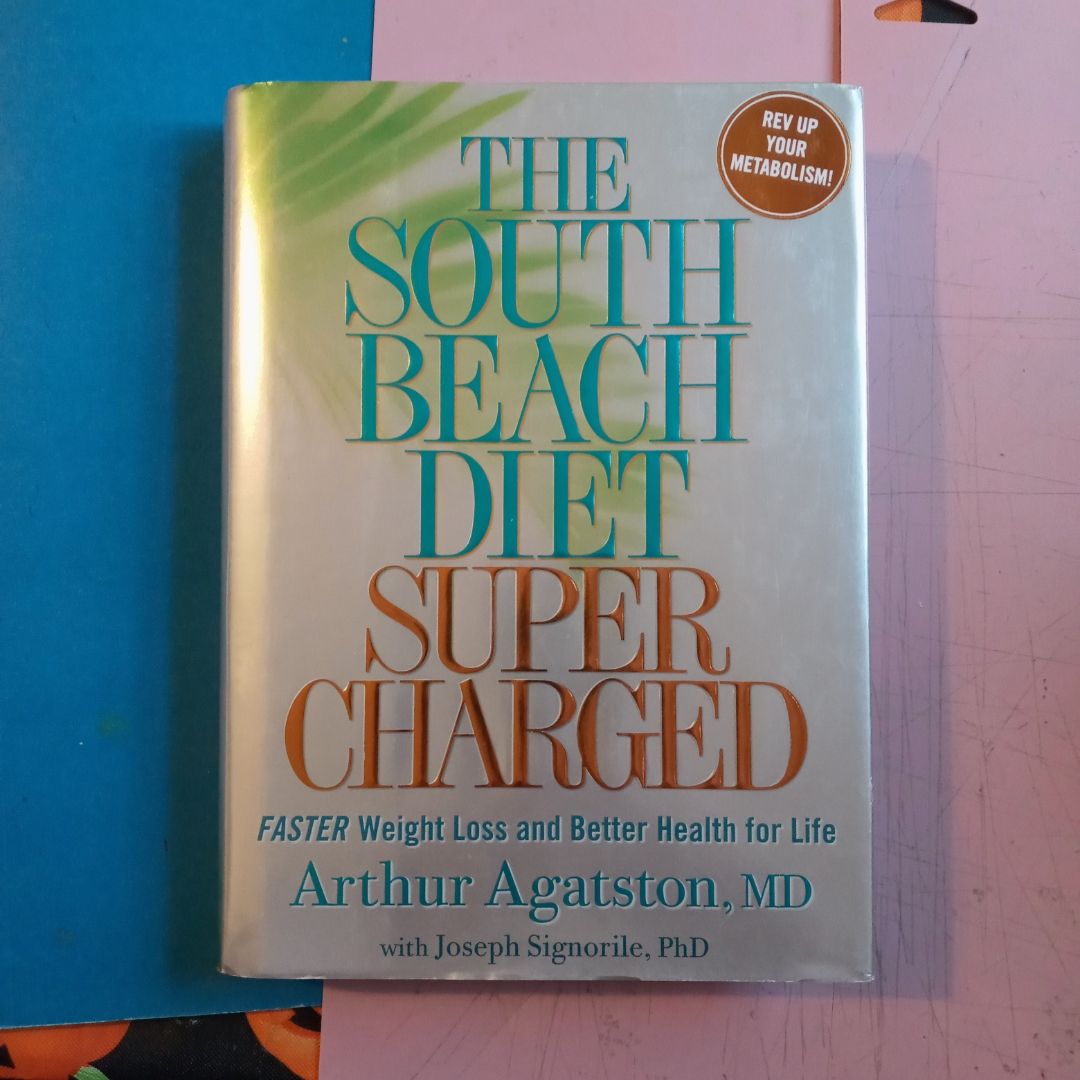 REV UP
YOUR
METABOLISM!
THE
SOUTH
BEACH
DIET
SUPER
CHARGED
FASTER Weight Loss and Better Health for Life
Arthur Agatston, MD
with Joseph Signorile, PhD